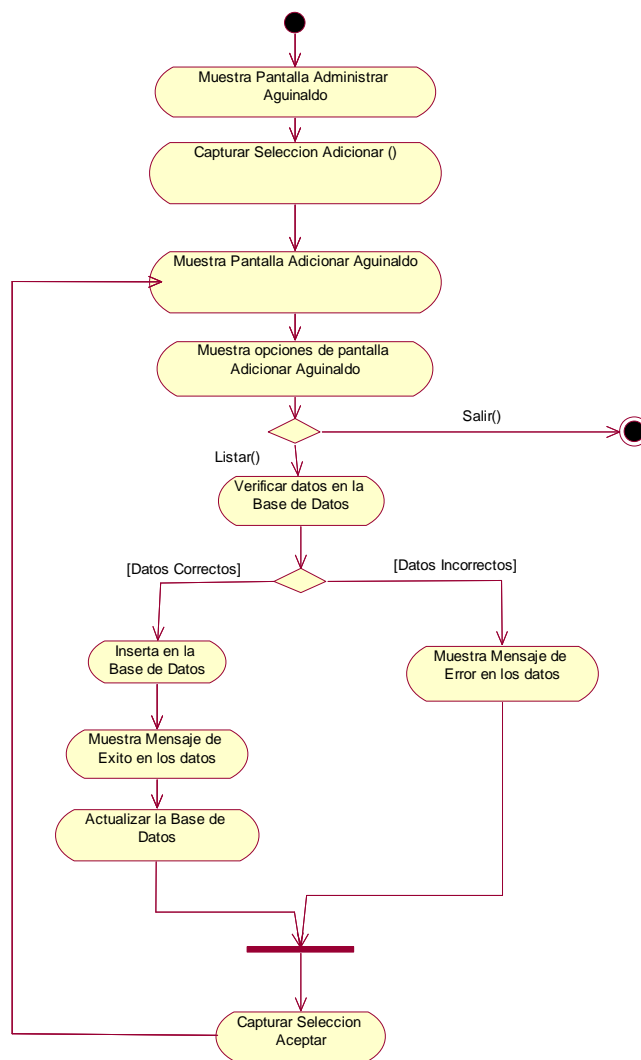 Muestra Pantalla Administrar
Aguinaldo
Capturar Seleccion Adicionar ()
Muestra Pantalla Adicionar Aguinaldo
Muestra opciones de pantalla
Adicionar Aguinaldo
Salir()
Listar()
Verificar datos en la
Base de Datos
[Datos Correctos]
[Datos Incorrectos]
Inserta en la
Base de Datos
Muestra Mensaje de
Error en los datos
Muestra Mensaje de
Exito en los datos
Actualizar la Base de
Datos
Capturar Seleccion
Aceptar